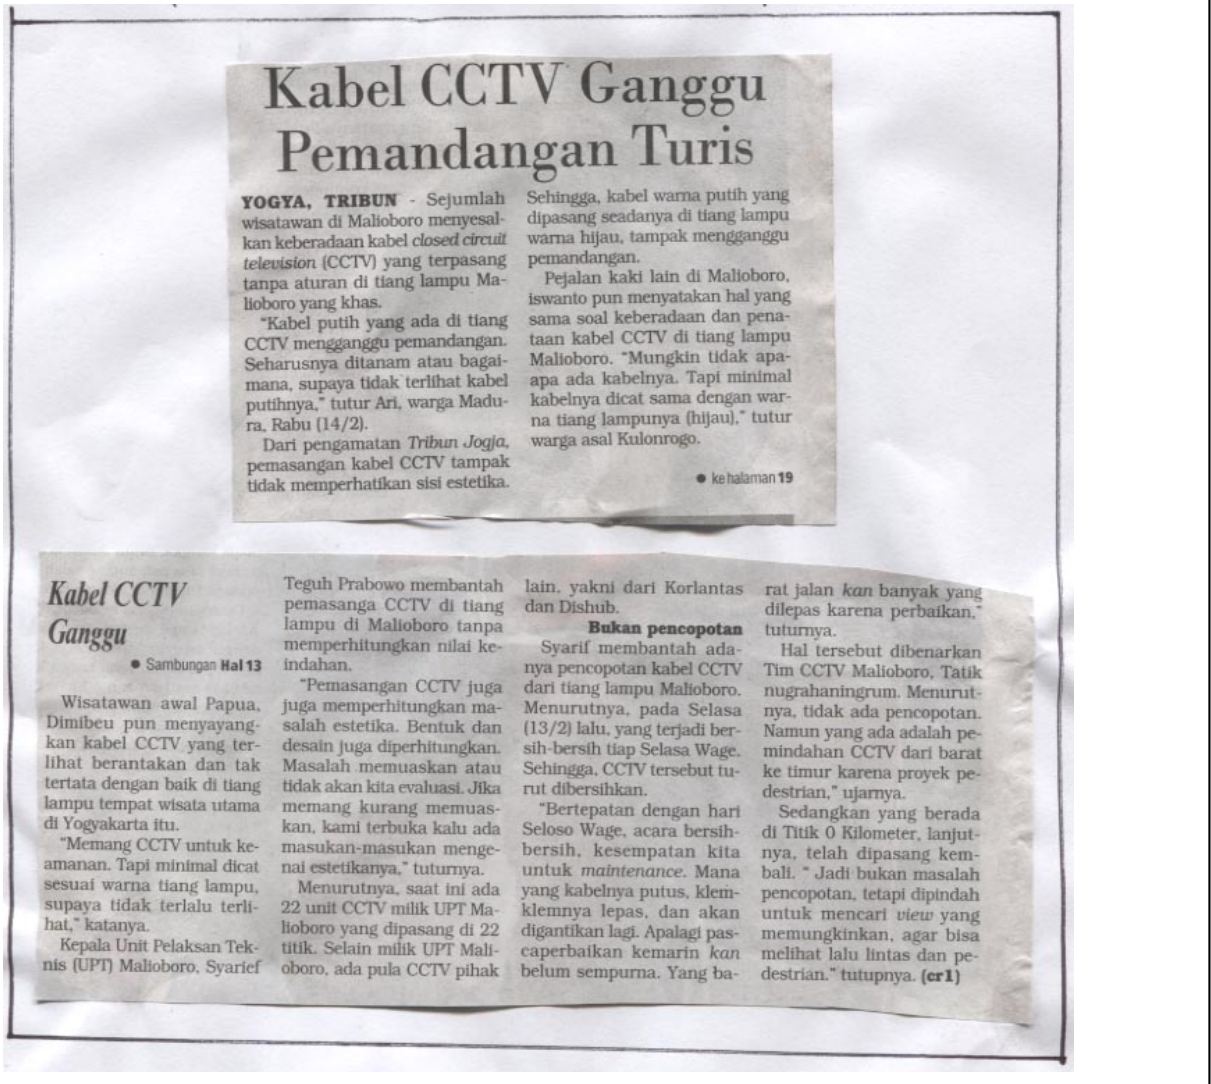 Kabel CCTV Ganggu
Pemandangan Turis
YOGYA, TRIBUN - Sejumlah
wisatawan di Malioboro menyesal-
kan keberadaan kabel closed circuit
television (CCTV) yang terpasang
tanpa aturan di tiang lampu Ma-
lioboro yang khas.
"Kabel putih yang ada di tiang
CCTV mengganggu pemandangan.
Seharusnya ditanam atau bagai-
mana, supaya tidak terlihat kabel
putihnya," tutur Ari, warga Madu-
ra, Rabu (14/2).
Dari pengamatan Tribun Jogja,
pemasangan kabel CCTV tampak
tidak memperhatikan sisi estetika.
Sehingga, kabel warna putih yang
dipasang seadanya di tiang lampu
warna hijau, tampak mengganggu
pemandangan.
Pejalan kaki lain di Malioboro,
iswanto pun menyatakan hal yang
sama soal keberadaan dan pena-
taan kabel CCTV di tiang lampu
Malioboro. "Mungkin tidak apa-
apa ada kabelnya. Tapi minimal
kabelnya dicat sama dengan war-
na tiang lampunya (hijau)," tutur
warga asal Kulonrogo.
● ke halaman 19
Kabel CCTV
Ganggu
● Sambungan Hal 13
Wisatawan awal Papua,
Dimibeu pun menyayang-
kan kabel CCTV yang ter-
lihat berantakan dan tak
tertata dengan baik di tiang
lampu tempat wisata utama
di Yogyakarta itu.
"Memang CCTV untuk ke-
amanan. Tapi minimal dicat
sesuai warna tiang lampu,
supaya tidak terlalu terli-
hat," katanya.
Kepala Unit Pelaksan Tek-
nis (UPT) Malioboro, Syarief
Teguh Prabowo membantah
pemasanga CCTV di tiang
lampu di Malioboro tanpa
memperhitungkan nilai ke-
indahan.
"Pemasangan CCTV juga
juga memperhitungkan ma-
salah estetika. Bentuk dan
desain juga diperhitungkan.
Masalah memuaskan atau
tidak akan kita evaluasi. Jika
memang kurang memuas-
kan, kami terbuka kalu ada
masukan-masukan menge-
nai estetikanya," tuturnya.
Menurutnya, saat ini ada
22 unit CCTV milik UPT Ma-
lioboro yang dipasang di 22
titik. Selain milik UPT Mali-
oboro, ada pula CCTV pihak
lain, yakni dari Korlantas
dan Dishub.
Bukan pencopotan
Syarif membantah ada-
nya pencopotan kabel CCTV
dari tiang lampu Malioboro.
Menurutnya, pada Selasa
(13/2) lalu, yang terjadi ber-
sih-bersih tiap Selasa Wage.
Sehingga, CCTV tersebut tu-
rut dibersihkan.
"Bertepatan dengan hari
Seloso Wage, acara bersih-
bersih, kesempatan kita
untuk maintenance. Mana
yang kabelnya putus, klem-
klemnya lepas, dan akan
digantikan lagi. Apalagi pas-
caperbaikan kemarin kan
belum sempurna. Yang ba-
rat jalan kan banyak yang
dilepas karena perbaikan,"
tuturnya.
Hal tersebut dibenarkan
Tim CCTV Malioboro, Tatik
nugrahaningrum. Menurut-
nya, tidak ada pencopotan.
Namun yang ada adalah pe-
mindahan CCTV dari barat
ke timur karena proyek pe-
destrian," ujarnya.
Sedangkan yang berada
di Titik 0 Kilometer, lanjut-
nya, telah dipasang kem-
bali. " Jadi bukan masalah
pencopotan, tetapi dipindah
untuk mencari view yang
memungkinkan, agar bisa
melihat lalu lintas dan pe-
destrian." tutupnya. (cr1)